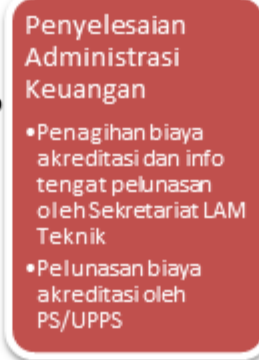 Penyelesaian
Administrasi
Keuangan
•Penagihan biaya
akreditasi dan info
tengat pelunasan
oleh Sekretariat LAM
Teknik
•Pelunasan biaya
akreditasi oleh
PS/UPPS